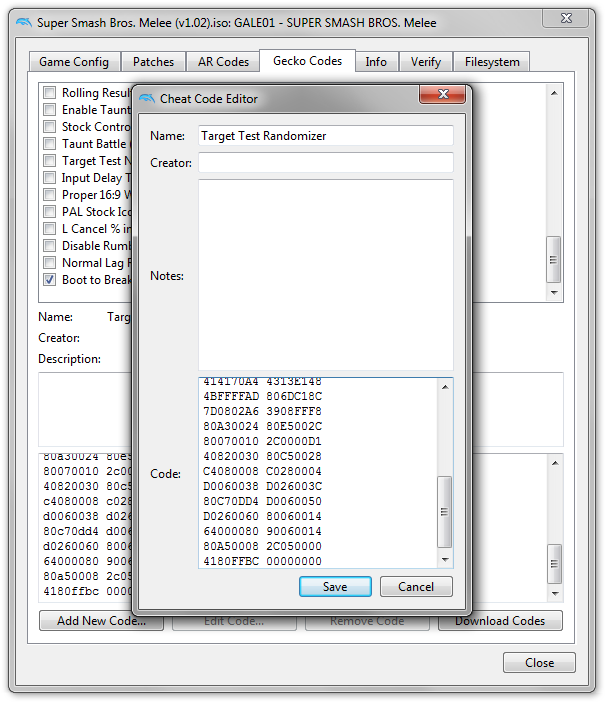 Super Smash Bros. Melee (v1.02).iso: GALE01 - SUPER SMASH BROS. Melee
Game Config Patches AR Codes Gecko Codes Info Verify Filesystem
Rolling Resul
Enable Taunt
Stock Contro
Taunt Battle
Target Test
Input Delay T
Proper 16:9
PAL Stock Ico
L Cancel % in
Disable Rum
Normal Lag
Boot to Break
Name: Targ
Creator:
Description:
80a30024 80e5
80070010 2c00
40820030 80c5
c4080008 c028
d0060038 d026
80c70dd4 d006
d0260060 8006
64000080 9006
80a50008 2c05
4180ffbc 0000
Add New Code... Edit Code... Remove Code Download Codes
Close
Cheat Code Editor
Name: Target Test Randomizer
Creator:
Notes:
Code:
414170A4 4313E148
4BFFFFAD 806DC18C
7D0802A6 3908FFF8
80A30024 80E5002C
80070010 2C0000D1
40820030 80C50028
C4080008 C0280004
D0060038 D026003C
80C70DD4 D0060050
D0260060 80060014
64000080 90060014
80A50008 2C050000
4180FFBC 00000000
Save Cancel